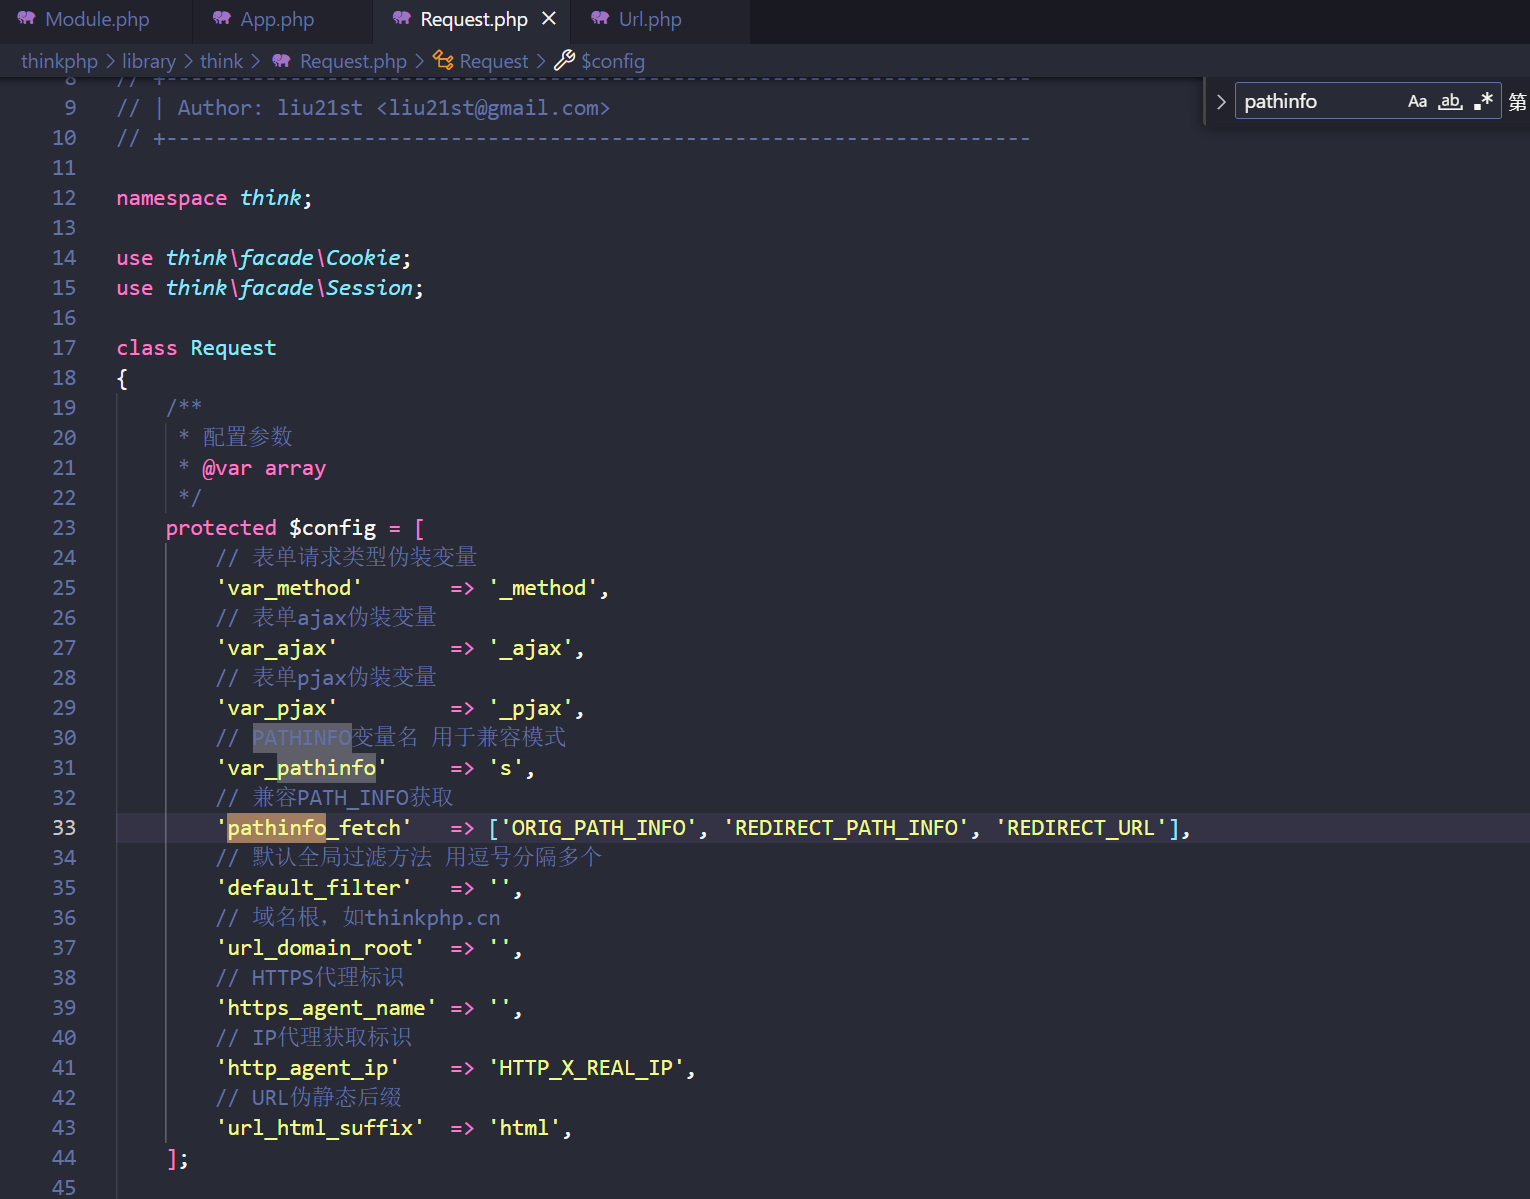 Module.php App.php Request.php Url.php
thinkphp > library > think > Request.php > Request > $config
pathinfo Aa ab .* 第
8 // +----------------------------------------------------------------------
9 // | Author: liu21st <liu21st@gmail.com>
10 // +----------------------------------------------------------------------
11
12 namespace think;
13
14 use think\facade\Cookie;
15 use think\facade\Session;
16
17 class Request
18 {
19 /**
20 * 配置参数
21 * @var array
22 */
23 protected $config = [
24 // 表单请求类型伪装变量
25 'var_method' => '_method',
26 // 表单ajax伪装变量
27 'var_ajax' => '_ajax',
28 // 表单pjax伪装变量
29 'var_pjax' => '_pjax',
30 // PATHINFO变量名 用于兼容模式
31 'var_pathinfo' => 's',
32 // 兼容PATH_INFO获取
33 'pathinfo_fetch' => ['ORIG_PATH_INFO', 'REDIRECT_PATH_INFO', 'REDIRECT_URL'],
34 // 默认全局过滤方法 用逗号分隔多个
35 'default_filter' => '',
36 // 域名根，如thinkphp.cn
37 'url_domain_root' => '',
38 // HTTPS代理标识
39 'https_agent_name' => '',
40 // IP代理获取标识
41 'http_agent_ip' => 'HTTP_X_REAL_IP',
42 // URL伪静态后缀
43 'url_html_suffix' => 'html',
44 ];
45